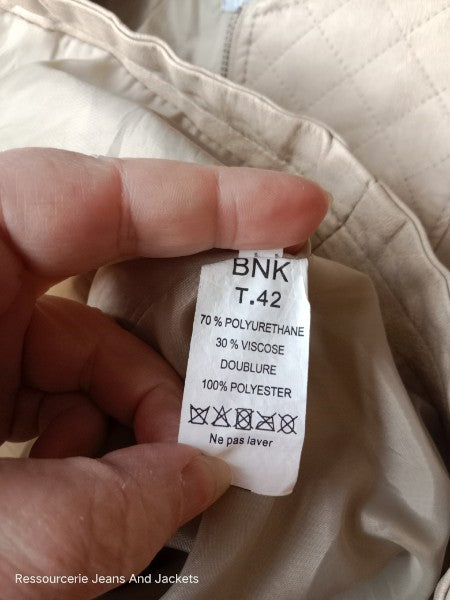 BNK
T.42
70 % POLYURETHANE
30 % VISCOSE
DOUBLURE
100% POLYESTER
Ne pas laver
Ressourcerie Jeans And Jackets